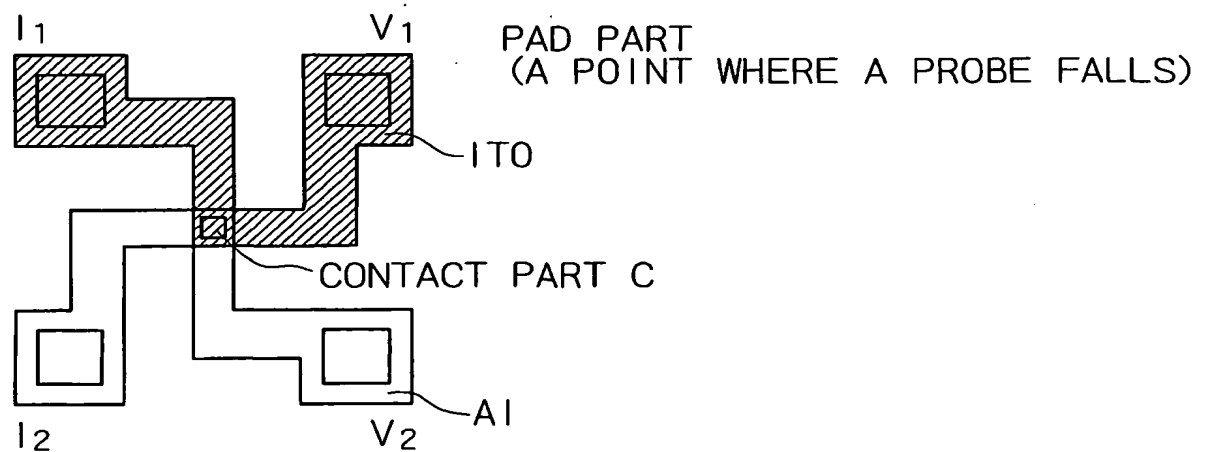 I1
V1
PAD PART
(A POINT WHERE A PROBE FALLS)
ITO
CONTACT PART C
Al
I2
V2